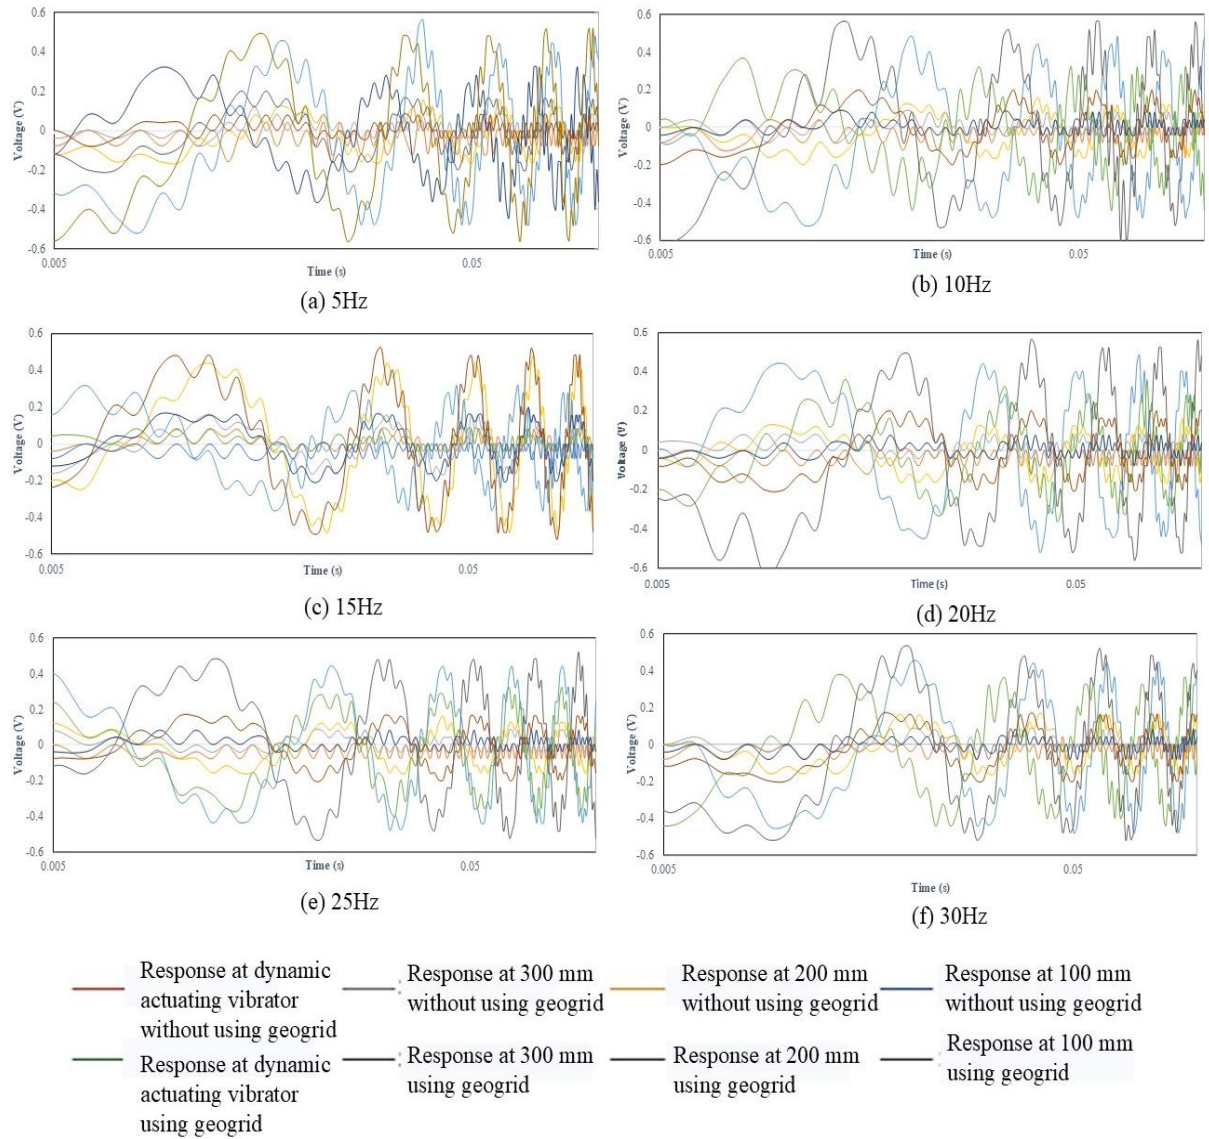 0.6
0.4
0.2
0
-0.2
-0.4
-0.6
Voltage (V)
0.005
0.05
Time (s)
(a) 5Hz
0.6
0.4
0.2
0
-0.2
-0.4
-0.6
Voltage (V)
0.005
0.05
Time (s)
(b) 10Hz
0.6
0.4
0.2
0
-0.2
-0.4
-0.6
Voltage (V)
0.005
0.05
Time (s)
(c) 15Hz
0.6
0.4
0.2
0
-0.2
-0.4
-0.6
Voltage (V)
0.005
0.05
Time (s)
(d) 20Hz
0.6
0.4
0.2
0
-0.2
-0.4
-0.6
Voltage (V)
0.005
0.05
Time (s)
(e) 25Hz
0.6
0.4
0.2
0
-0.2
-0.4
-0.6
Voltage (V)
0.005
0.05
Time (s)
(f) 30Hz
Response at dynamic
actuating vibrator
without using geogrid
Response at 300 mm
without using geogrid
Response at 200 mm
without using geogrid
Response at 100 mm
without using geogrid
Response at dynamic
actuating vibrator
using geogrid
Response at 300 mm
using geogrid
Response at 200 mm
using geogrid
Response at 100 mm
using geogrid